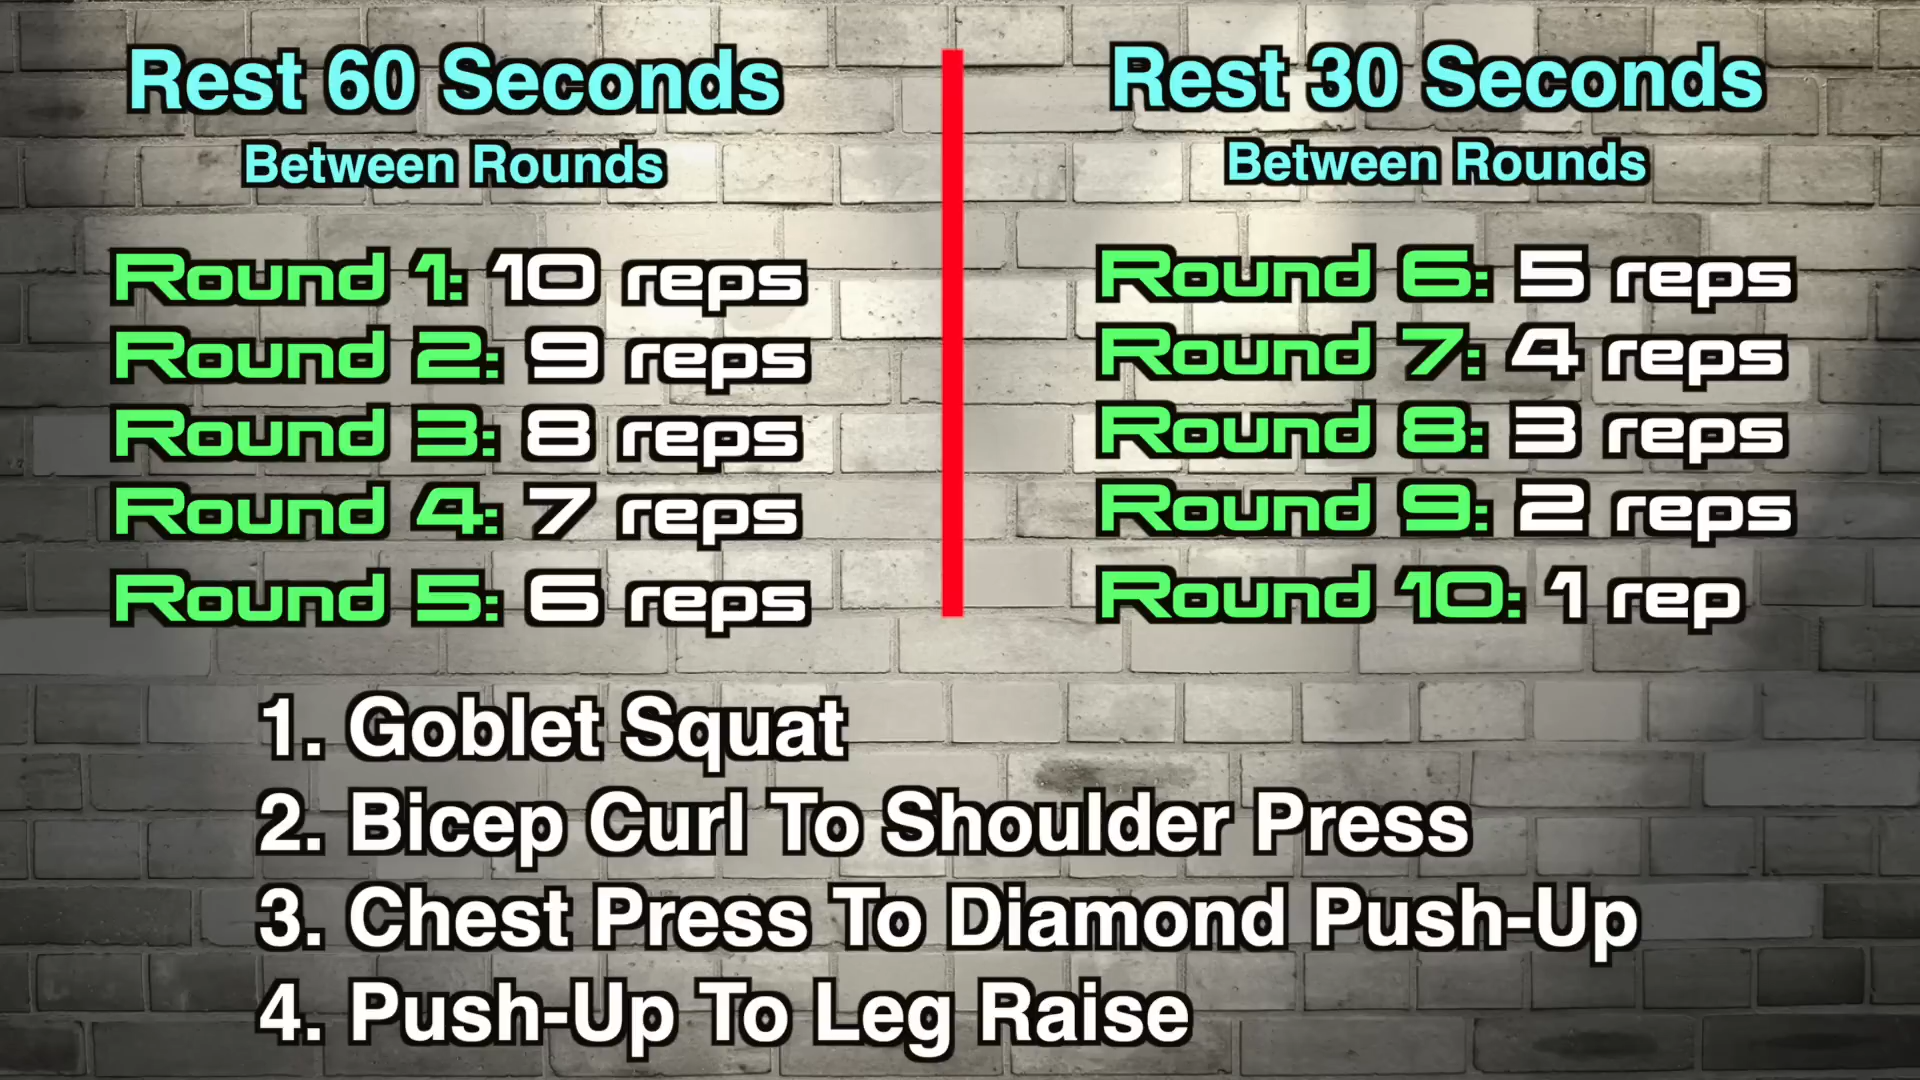 Rest 60 Seconds
Between Rounds
Round 1: 10 reps
Round 2: 9 reps
Round 3: 8 reps
Round 4: 7 reps
Round 5: 6 reps
Rest 30 Seconds
Between Rounds
Round 6: 5 reps
Round 7: 4 reps
Round 8: 3 reps
Round 9: 2 reps
Round 10: 1 rep
1. Goblet Squat
2. Bicep Curl To Shoulder Press
3. Chest Press To Diamond Push-Up
4. Push-Up To Leg Raise